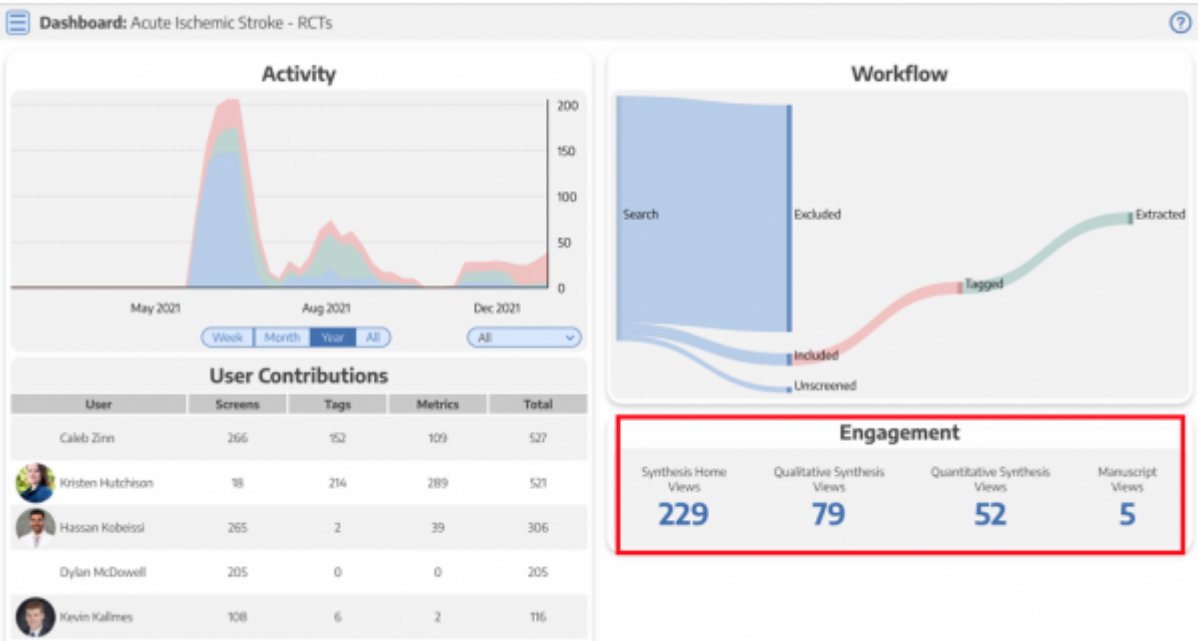 Dashboard: Acute Ischemic Stroke - RCTs
?
Activity
200
150
100
50
0
May 2021
Aug 2021
Dec 2021
Week Month Year All
All
User Contributions
User Screens Tags Metrics Total
Caleb Zinn 266 152 109 527
Kristen Hutchison 18 214 289 521
Hassan Kobeissi 265 2 39 306
Dylan McDowell 205 0 0 205
Kevin Kallmes 108 6 2 116
Workflow
Search
Excluded
Extracted
Tagged
Included
Unscreened
Engagement
Synthesis Home
Views
229
Qualitative Synthesis
Views
79
Quantitative Synthesis
Views
52
Manuscript
Views
5